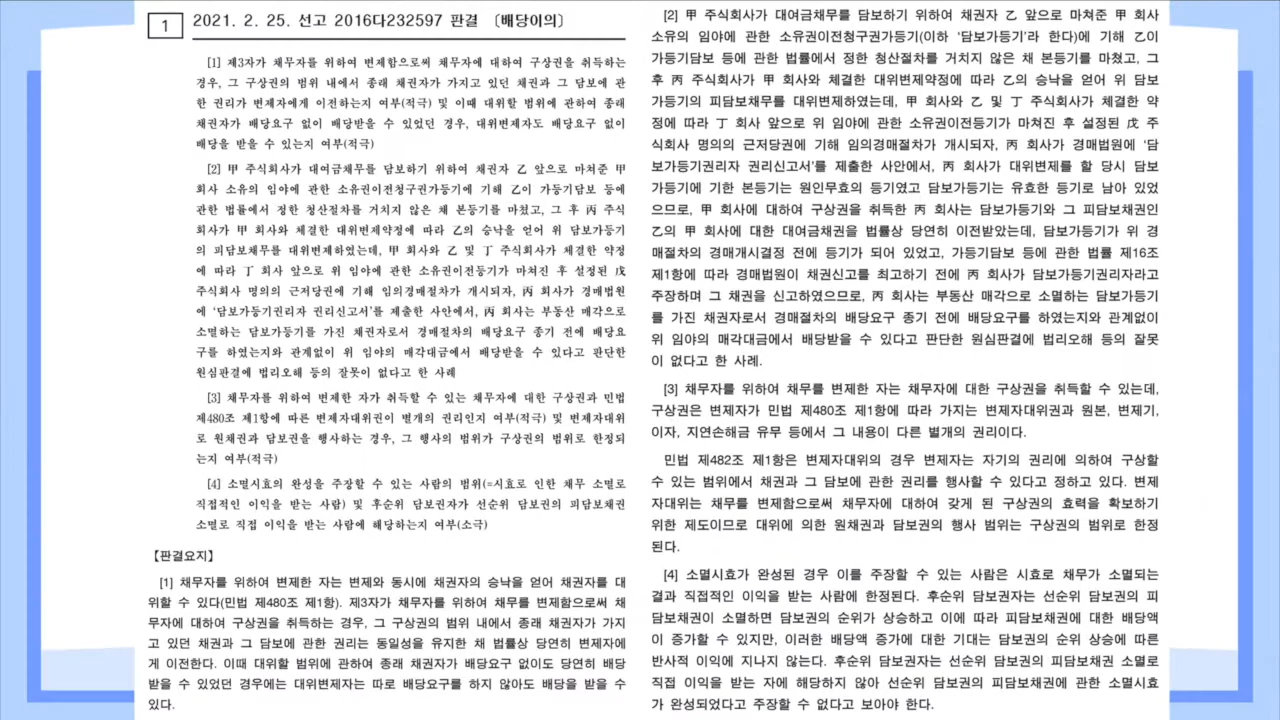 1
2021. 2. 25. 선고 2016다232597 판결 〔배당이의〕
[1] 제3자가 채무자를 위하여 변제함으로써 채무자에 대하여 구상권을 취득하는
경우, 그 구상권의 범위 내에서 종래 채권자가 가지고 있던 채권과 그 담보에 관
한 권리가 변제자에게 이전하는지 여부(적극) 및 이때 대위할 범위에 관하여 종래
채권자가 배당요구 없이 배당받을 수 있었던 경우, 대위변제자도 배당요구 없이
배당을 받을 수 있는지 여부(적극)
[2] 甲 주식회사가 대여금채무를 담보하기 위하여 채권자 乙 앞으로 마쳐준 甲
회사 소유의 임야에 관한 소유권이전청구권가등기에 기해 乙이 가등기담보 등에
관한 법률에서 정한 청산절차를 거치지 않은 채 본등기를 마쳤고, 그 후 丙 주식
회사가 甲 회사와 체결한 대위변제약정에 따라 乙의 승낙을 얻어 위 담보가등기
의 피담보채무를 대위변제하였는데, 甲 회사와 乙 및 丁 주식회사가 체결한 약정
에 따라 丁 회사 앞으로 위 임야에 관한 소유권이전등기가 마쳐진 후 설정된 戊
주식회사 명의의 근저당권에 기해 임의경매절차가 개시되자, 丙 회사가 경매법원
에 ‘담보가등기권리자 권리신고서’를 제출한 사안에서, 丙 회사는 부동산 매각으로
소멸하는 담보가등기를 가진 채권자로서 경매절차의 배당요구 종기 전에 배당요
구를 하였는지와 관계없이 위 임야의 매각대금에서 배당받을 수 있다고 판단한
원심판결에 법리오해 등의 잘못이 없다고 한 사례
[3] 채무자를 위하여 변제한 자가 취득할 수 있는 채무자에 대한 구상권과 민법
제480조 제1항에 따른 변제자대위권이 별개의 권리인지 여부(적극) 및 변제자대위
로 원채권과 담보권을 행사하는 경우, 그 행사의 범위가 구상권의 범위로 한정되
는지 여부(적극)
[4] 소멸시효의 완성을 주장할 수 있는 사람의 범위(=시효로 인한 채무 소멸로
직접적인 이익을 받는 사람) 및 후순위 담보권자가 선순위 담보권의 피담보채권
소멸로 직접 이익을 받는 사람에 해당하는지 여부(소극)
【판결요지】
[1] 채무자를 위하여 변제한 자는 변제와 동시에 채권자의 승낙을 얻어 채권자를 대
위할 수 있다(민법 제480조 제1항). 제3자가 채무자를 위하여 채무를 변제함으로써 채
무자에 대하여 구상권을 취득하는 경우, 그 구상권의 범위 내에서 종래 채권자가 가지
고 있던 채권과 그 담보에 관한 권리는 동일성을 유지한 채 법률상 당연히 변제자에
게 이전한다. 이때 대위할 범위에 관하여 종래 채권자가 배당요구 없이도 당연히 배당
받을 수 있었던 경우에는 대위변제자는 따로 배당요구를 하지 않아도 배당을 받을 수
있다.
[2] 甲 주식회사가 대여금채무를 담보하기 위하여 채권자 乙 앞으로 마쳐준 甲 회사
소유의 임야에 관한 소유권이전청구권가등기(이하 ‘담보가등기’라 한다)에 기해 乙이
가등기담보 등에 관한 법률에서 정한 청산절차를 거치지 않은 채 본등기를 마쳤고, 그
후 丙 주식회사가 甲 회사와 체결한 대위변제약정에 따라 乙의 승낙을 얻어 위 담보
가등기의 피담보채무를 대위변제하였는데, 甲 회사와 乙 및 丁 주식회사가 체결한 약
정에 따라 丁 회사 앞으로 위 임야에 관한 소유권이전등기가 마쳐진 후 설정된 戊 주
식회사 명의의 근저당권에 기해 임의경매절차가 개시되자, 丙 회사가 경매법원에 ‘담
보가등기권리자 권리신고서’를 제출한 사안에서, 丙 회사가 대위변제를 할 당시 담보
가등기에 기한 본등기는 원인무효의 등기였고 담보가등기는 유효한 등기로 남아 있었
으므로, 甲 회사에 대하여 구상권을 취득한 丙 회사는 담보가등기와 그 피담보채권인
乙의 甲 회사에 대한 대여금채권을 법률상 당연히 이전받았는데, 담보가등기가 위 경
매절차의 경매개시결정 전에 등기가 되어 있었고, 가등기담보 등에 관한 법률 제16조
제1항에 따라 경매법원이 채권신고를 최고하기 전에 丙 회사가 담보가등기권리자라고
주장하며 그 채권을 신고하였으므로, 丙 회사는 부동산 매각으로 소멸하는 담보가등기
를 가진 채권자로서 경매절차의 배당요구 종기 전에 배당요구를 하였는지와 관계없이
위 임야의 매각대금에서 배당받을 수 있다고 판단한 원심판결에 법리오해 등의 잘못
이 없다고 한 사례.
[3] 채무자를 위하여 채무를 변제한 자는 채무자에 대한 구상권을 취득할 수 있는데,
구상권은 변제자가 민법 제480조 제1항에 따라 가지는 변제자대위권과 원본, 변제기,
이자, 지연손해금 유무 등에서 그 내용이 다른 별개의 권리이다.
민법 제482조 제1항은 변제자대위의 경우 변제자는 자기의 권리에 의하여 구상할
수 있는 범위에서 채권과 그 담보에 관한 권리를 행사할 수 있다고 정하고 있다. 변제
자대위는 채무를 변제함으로써 채무자에 대하여 갖게 된 구상권의 효력을 확보하기
위한 제도이므로 대위에 의한 원채권과 담보권의 행사 범위는 구상권의 범위로 한정
된다.
[4] 소멸시효가 완성된 경우 이를 주장할 수 있는 사람은 시효로 채무가 소멸되는
결과 직접적인 이익을 받는 사람에 한정된다. 후순위 담보권자는 선순위 담보권의 피
담보채권이 소멸하면 담보권의 순위가 상승하고 이에 따라 피담보채권에 대한 배당액
이 증가할 수 있지만, 이러한 배당액 증가에 대한 기대는 담보권의 순위 상승에 따른
반사적 이익에 지나지 않는다. 후순위 담보권자는 선순위 담보권의 피담보채권 소멸로
직접 이익을 받는 자에 해당하지 않아 선순위 담보권의 피담보채권에 관한 소멸시효
가 완성되었다고 주장할 수 없다고 보아야 한다.